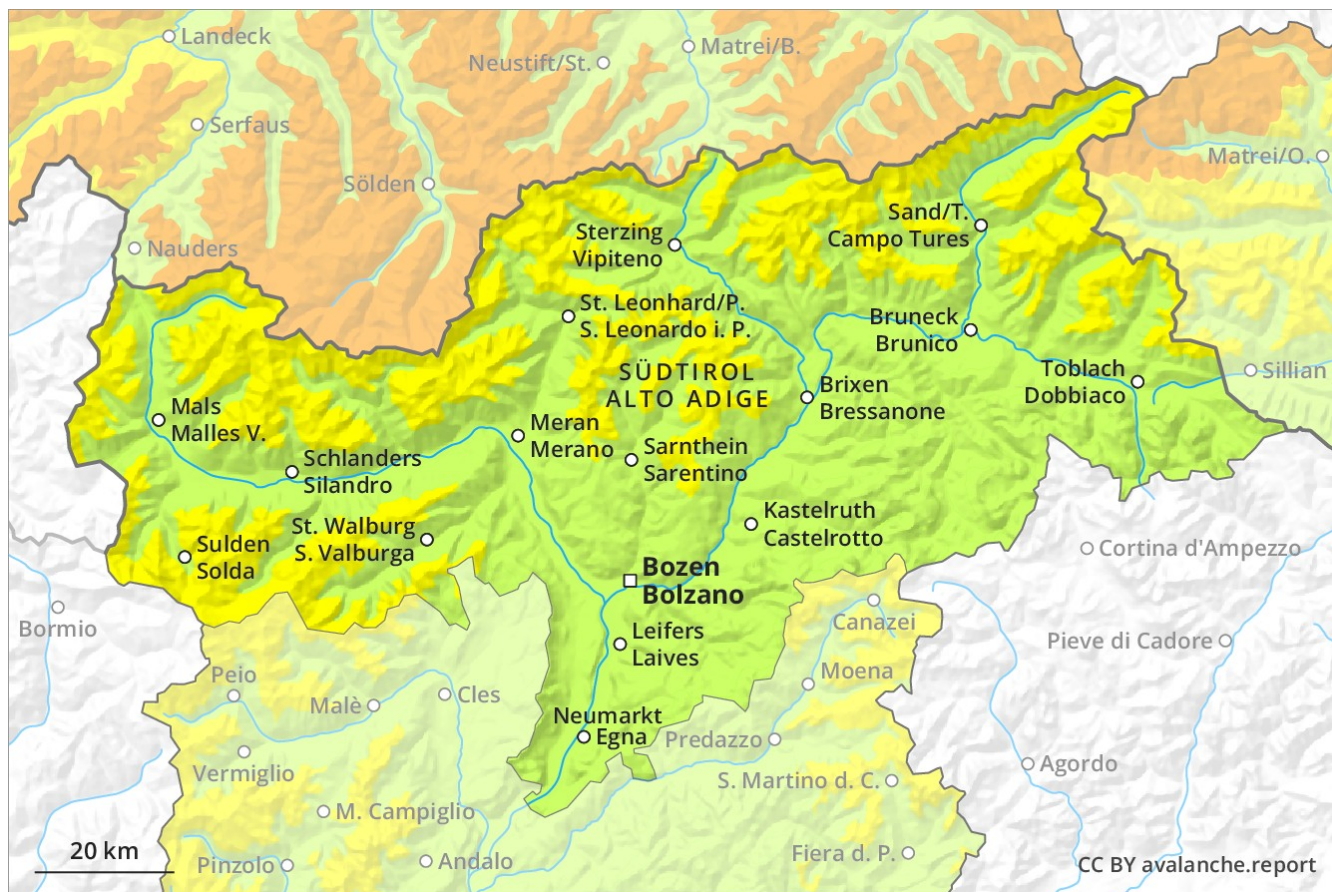 Landeck
Matrei/B.
Neustift/St.
Serfaus
Matrei/O.
Sölden
Sand/T.
Campo Tures
Sterzing
Vipiteno
Nauders
St. Leonhard/P.
S. Leonardo i. P.
Bruneck
Brunico
SÜDTIROL
ALTO ADIGE
Toblach
Dobbiaco
Sillian
Brixen
Bressanone
Mals
Malles V.
Meran
Merano
Sarnthein
Sarentino
Schlanders
Silandro
Kastelruth
Castelrotto
St. Walburg
S. Valburga
Sulden
Solda
Cortina d'Ampezzo
Bozen
Bolzano
Bormio
Canazei
Leifers
Laives
Pieve di Cadore
Peio
Moena
Malè
Cles
Neumarkt
Egna
Predazzo
Vermiglio
Agordo
S. Martino d. C.
M. Campiglio
20 km
Pinzolo
Andalo
Fiera d. P.
CC BY avalanche.report